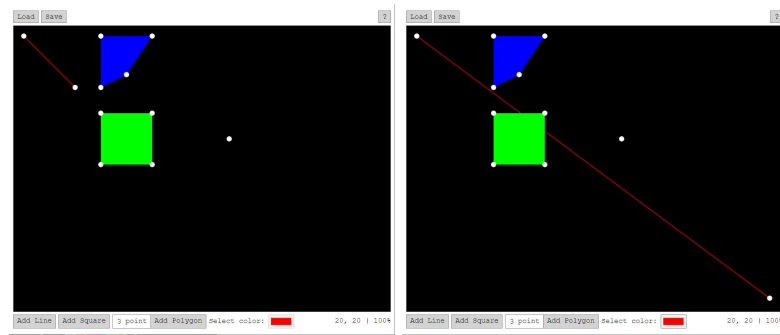 Load Save ?
Add Line Add Square 3 point Add Polygon Select color: 20, 20 | 100%
Load Save ?
Add Line Add Square 3 point Add Polygon Select color: 20, 20 | 100%